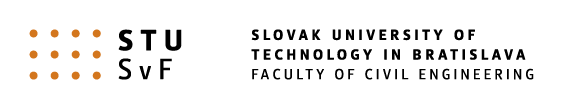 STU
SvF
SLOVAK UNIVERSITY OF
TECHNOLOGY IN BRATISLAVA
FACULTY OF CIVIL ENGINEERING